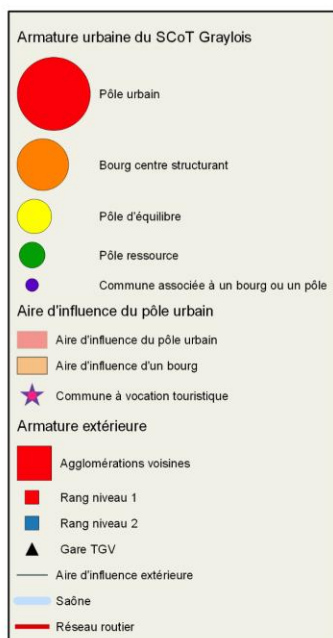 Armature urbaine du SCoT Graylois
Pôle urbain
Bourg centre structurant
Pôle d'équilibre
Pôle ressource
Commune associée à un bourg ou un pôle
Aire d'influence du pôle urbain
Aire d'influence du pôle urbain
Aire d'influence d'un bourg
Commune à vocation touristique
Armature extérieure
Agglomérations voisines
Rang niveau 1
Rang niveau 2
Gare TGV
Aire d'influence extérieure
Saône
Réseau routier